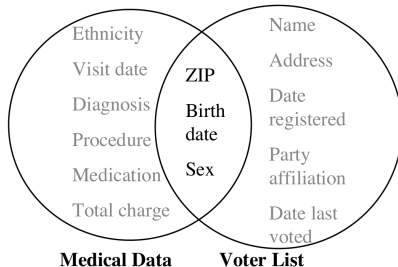 Ethnicity
Visit date
Diagnosis
Procedure
Medication
Total charge
ZIP
Birth
date
Sex
Name
Address
Date
registered
Party
affiliation
Date last
voted
Medical Data
Voter List